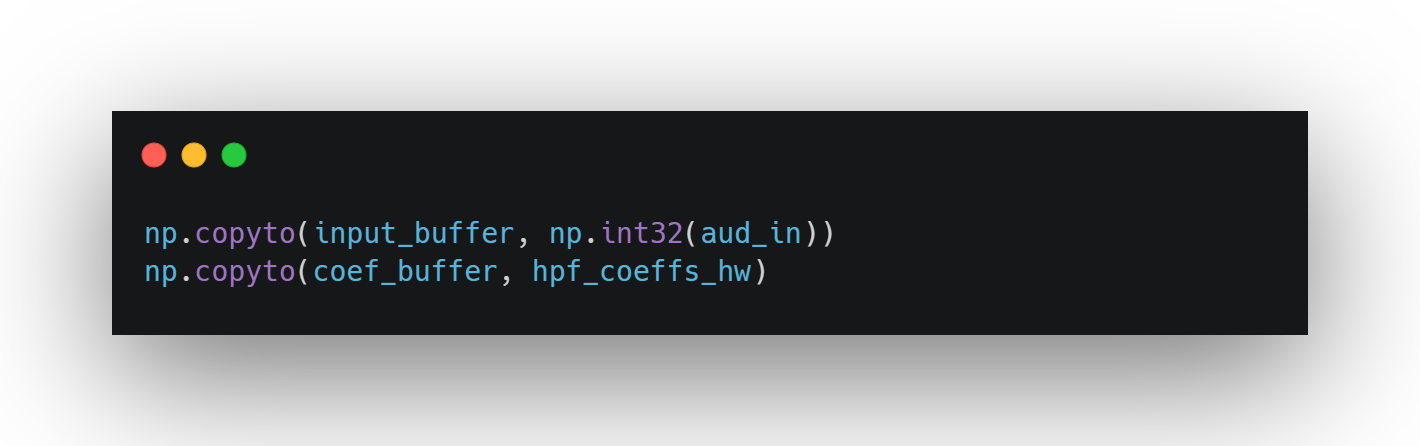 np.copyto(input_buffer, np.int32(aud_in))
np.copyto(coef_buffer, hpf_coeffs_hw)